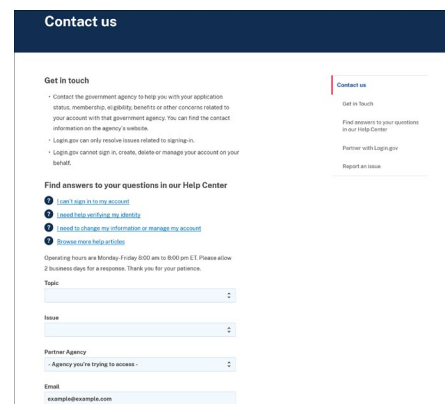 Contact us
Get in touch
• Contact the government agency to help you with your application
status, membership, eligibility, benefits or other concerns related to
your account with that government agency. You can find the contact
information on the agency's website.
• Login.gov can only resolve issues related to signing-in.
• Login.gov cannot sign in, create, delete or manage your account on your
behalf.
Find answers to your questions in our Help Center
? I can't sign in to my account
? I need help verifying my identity
? I need to change my information or manage my account
? Browse more help articles
Operating hours are Monday-Friday 8:00 am to 8:00 pm ET. Please allow
2 business days for a response. Thank you for your patience.
Topic
Issue
Partner Agency
- Agency you're trying to access -
Email
example@example.com
Contact us
Get in Touch
Find answers to your questions
in our Help Center
Partner with Login.gov
Report an issue